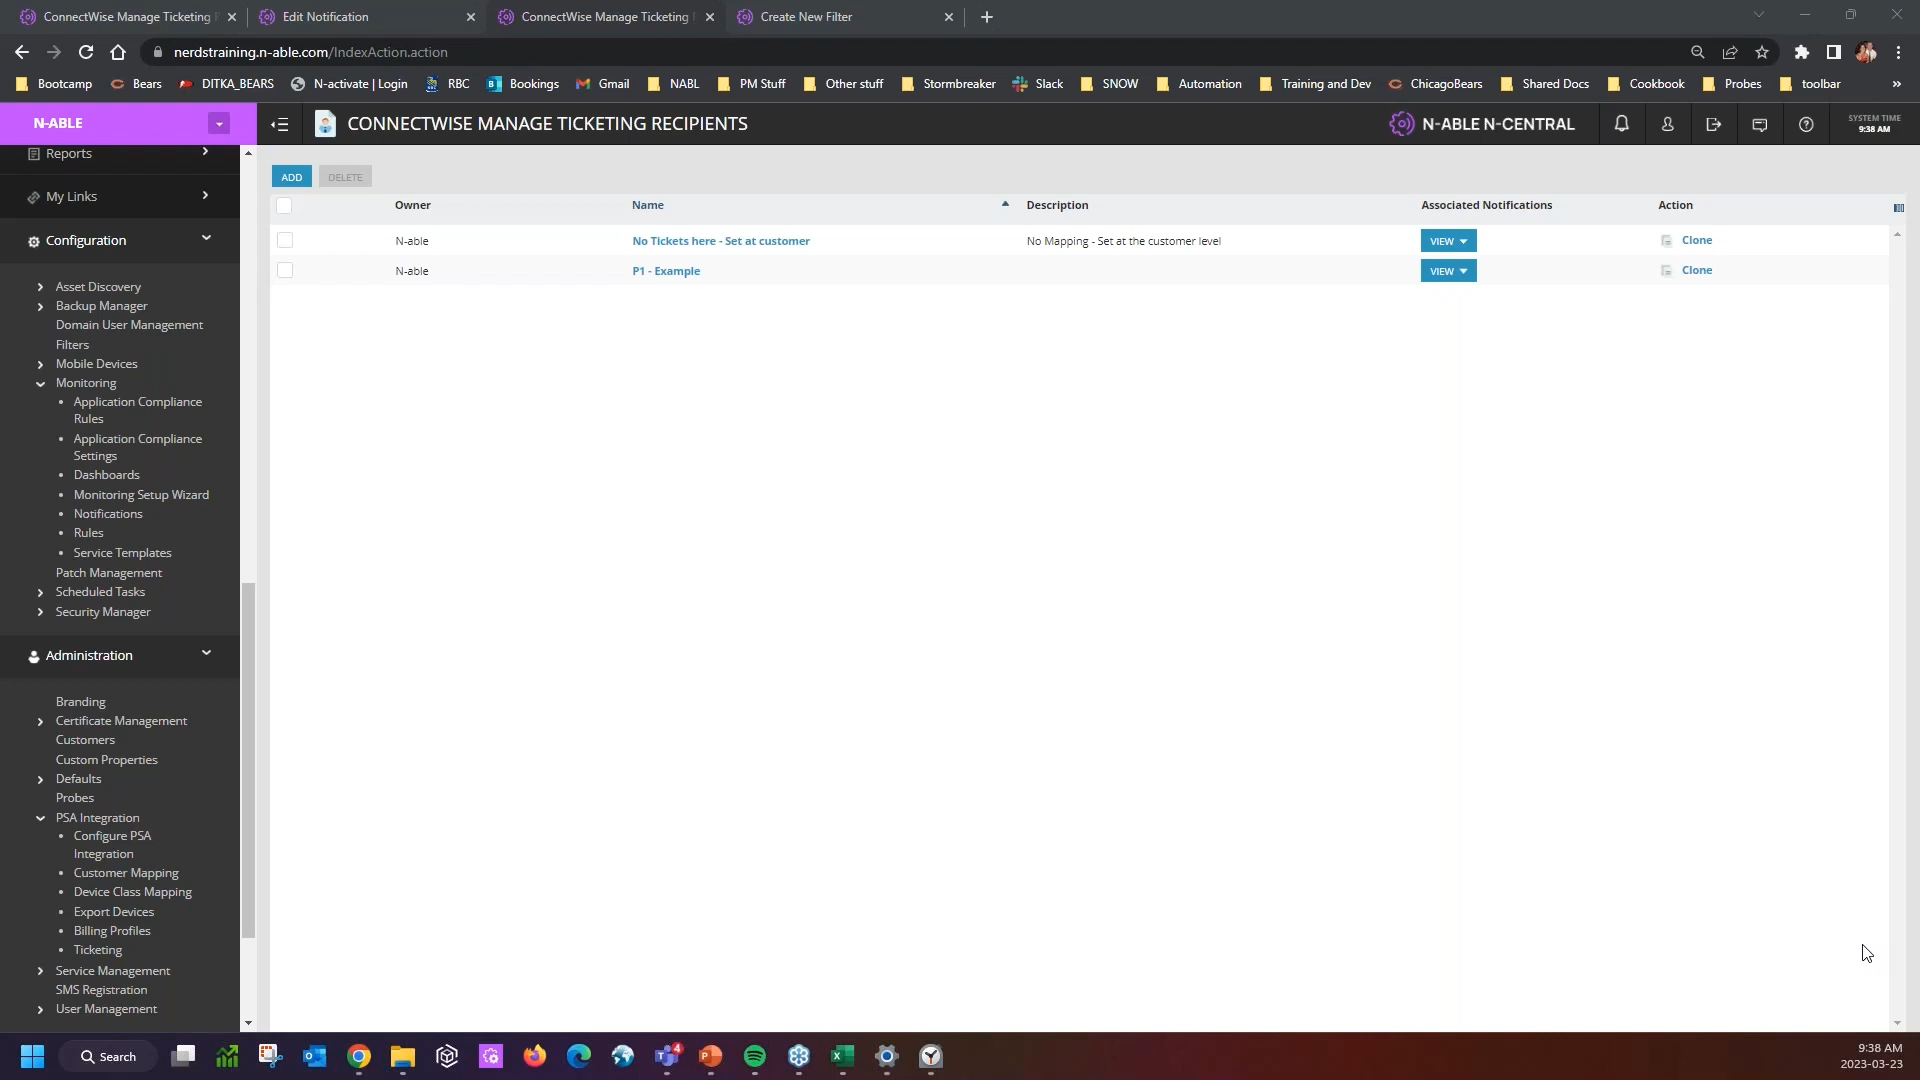 ConnectWise Manage Ticketing
Edit Notification
ConnectWise Manage Ticketing
Create New Filter
nerdstraining.n-able.com/IndexAction.action
Bootcamp
Bears
DITKA_BEARS
N-activate | Login
RBC
Bookings
Gmail
NABL
PM Stuff
Other stuff
Stormbreaker
Slack
SNOW
Automation
Training and Dev
ChicagoBears
Shared Docs
Cookbook
Probes
toolbar
»
N-ABLE
CONNECTWISE MANAGE TICKETING RECIPIENTS
N-ABLE N-CENTRAL
SYSTEM TIME
9:38 AM
Reports
My Links
Configuration
Asset Discovery
Backup Manager
Domain User Management
Filters
Mobile Devices
Monitoring
• Application Compliance
Rules
• Application Compliance
Settings
• Dashboards
• Monitoring Setup Wizard
• Notifications
• Rules
• Service Templates
Patch Management
Scheduled Tasks
Security Manager
Administration
Branding
Certificate Management
Customers
Custom Properties
Defaults
Probes
PSA Integration
• Configure PSA
Integration
• Customer Mapping
• Device Class Mapping
• Export Devices
• Billing Profiles
• Ticketing
Service Management
SMS Registration
User Management
ADD
DELETE
Owner Name Description Associated Notifications Action
N-able No Tickets here - Set at customer No Mapping - Set at the customer level VIEW Clone
N-able P1 - Example VIEW Clone
Search
4
9:38 AM
2023-03-23